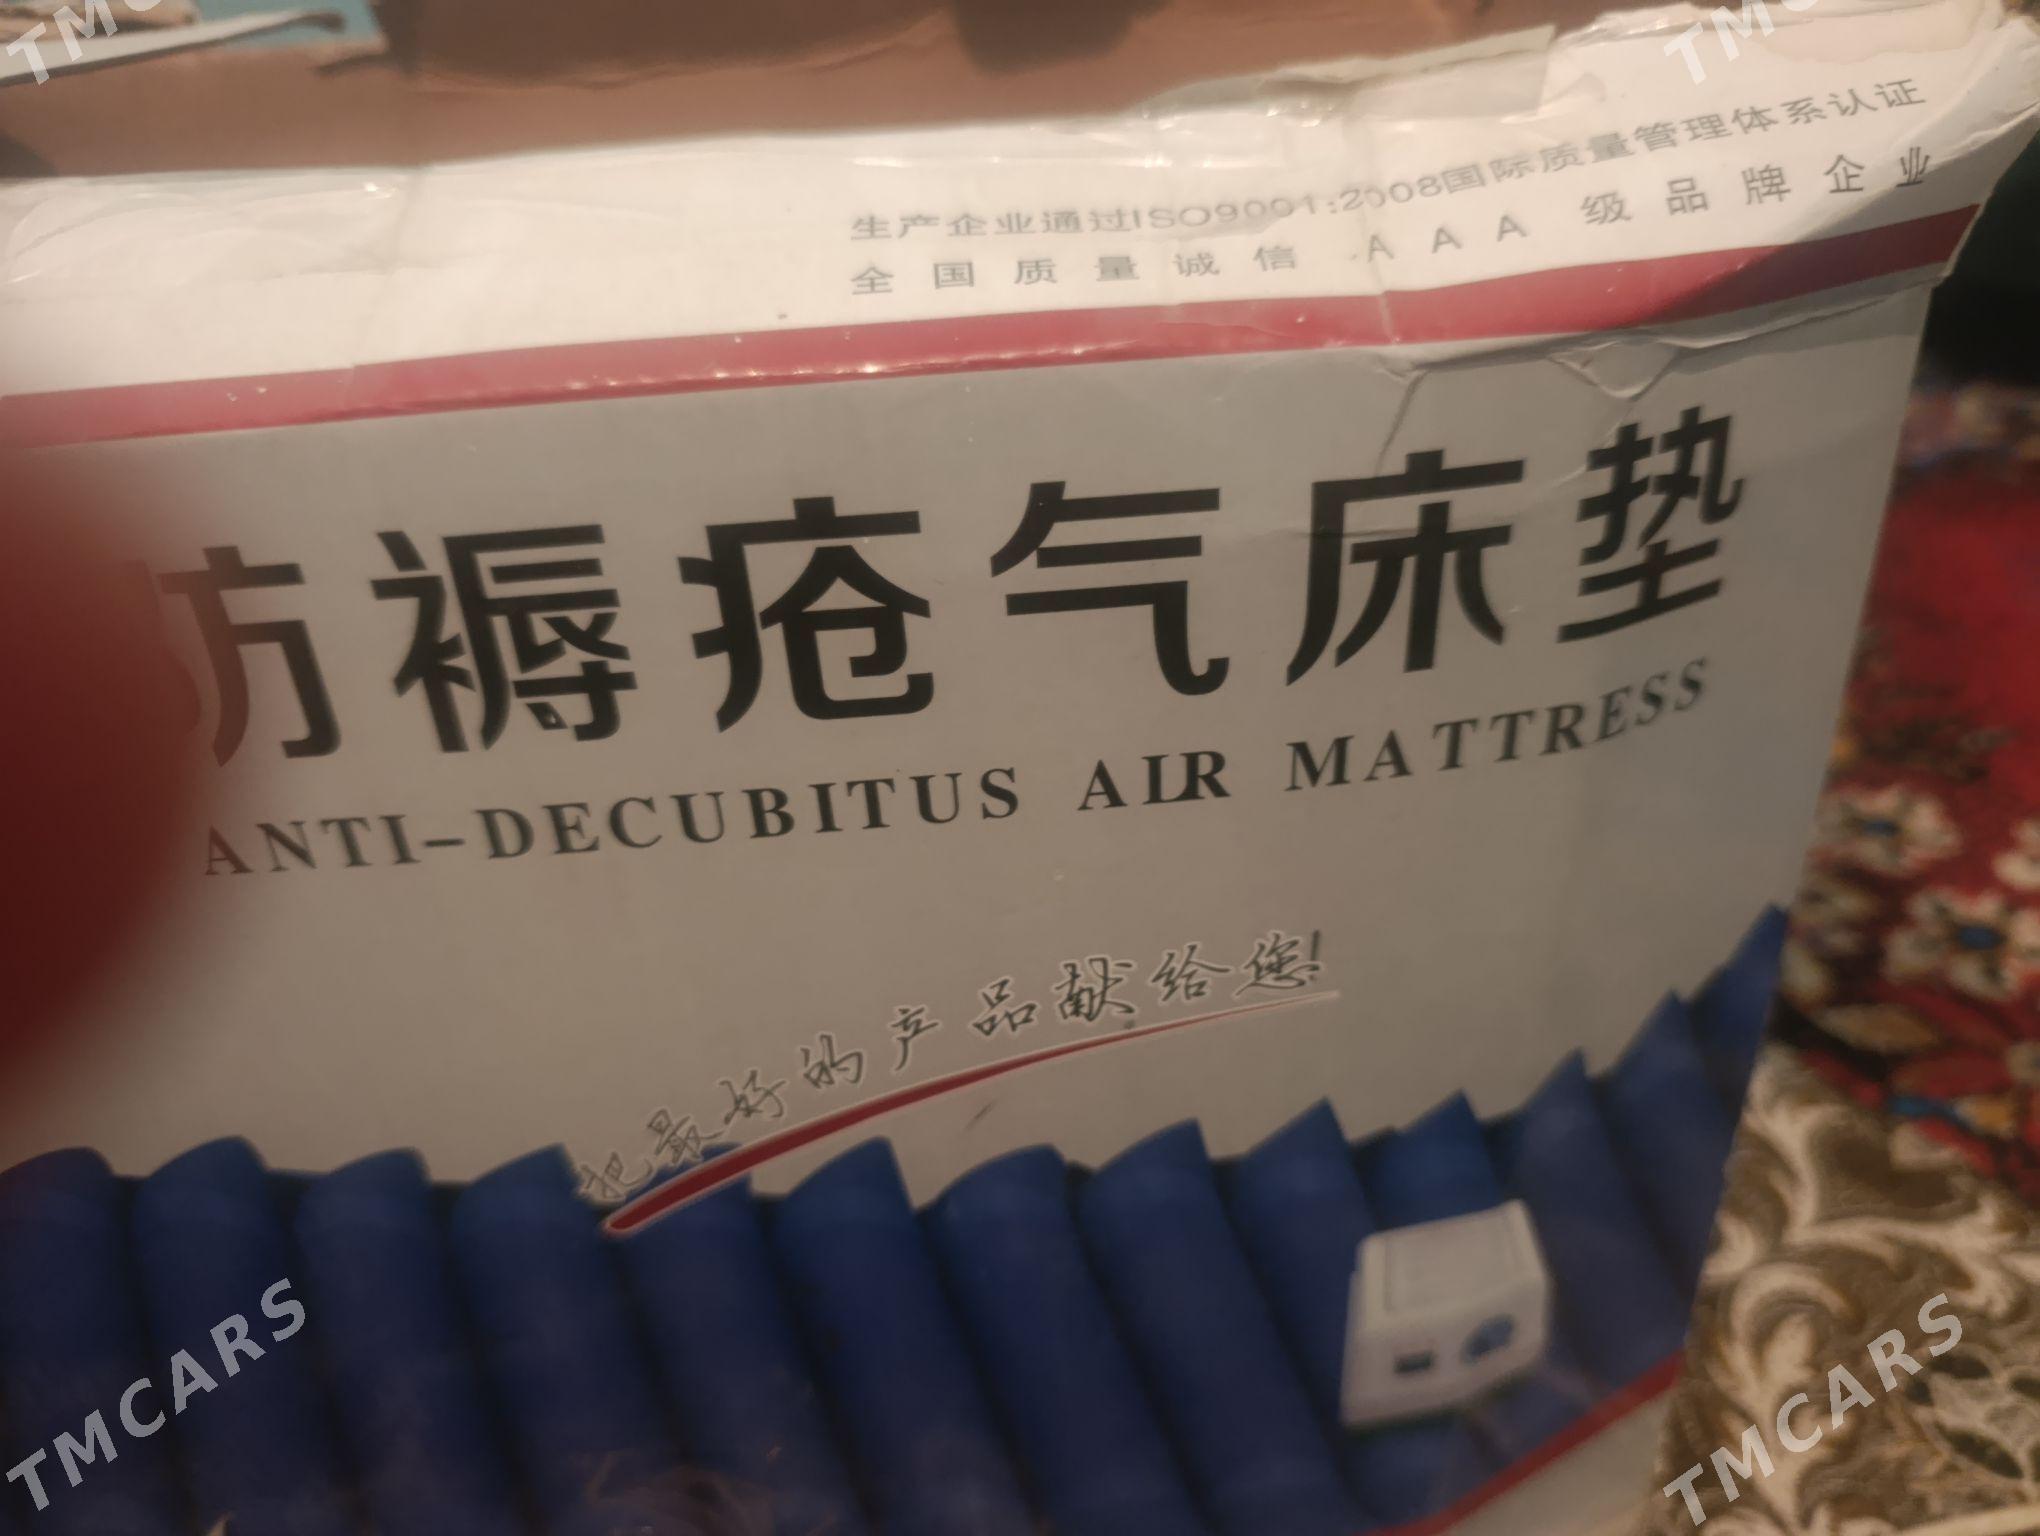 生产企业通过ISO9001:2008国际质量管理体系认证
全国质量诚信 AAA 级品牌企业
防褥疮气床垫
ANTI-DECUBITUS AIR MATTRESS
把最好的产品献给您!
TMCARS
TMCARS